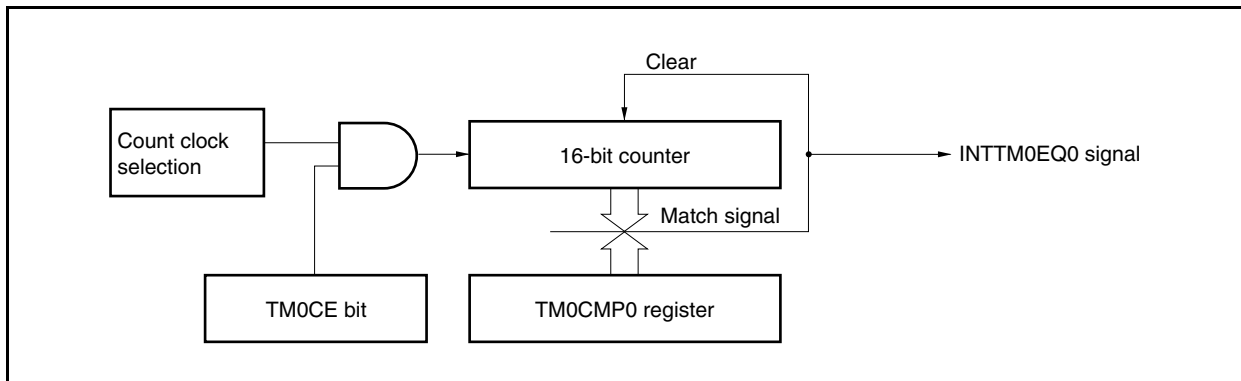 Clear
Count clock
selection
16-bit counter
INTTM0EQ0 signal
Match signal
TM0CE bit
TM0CMP0 register